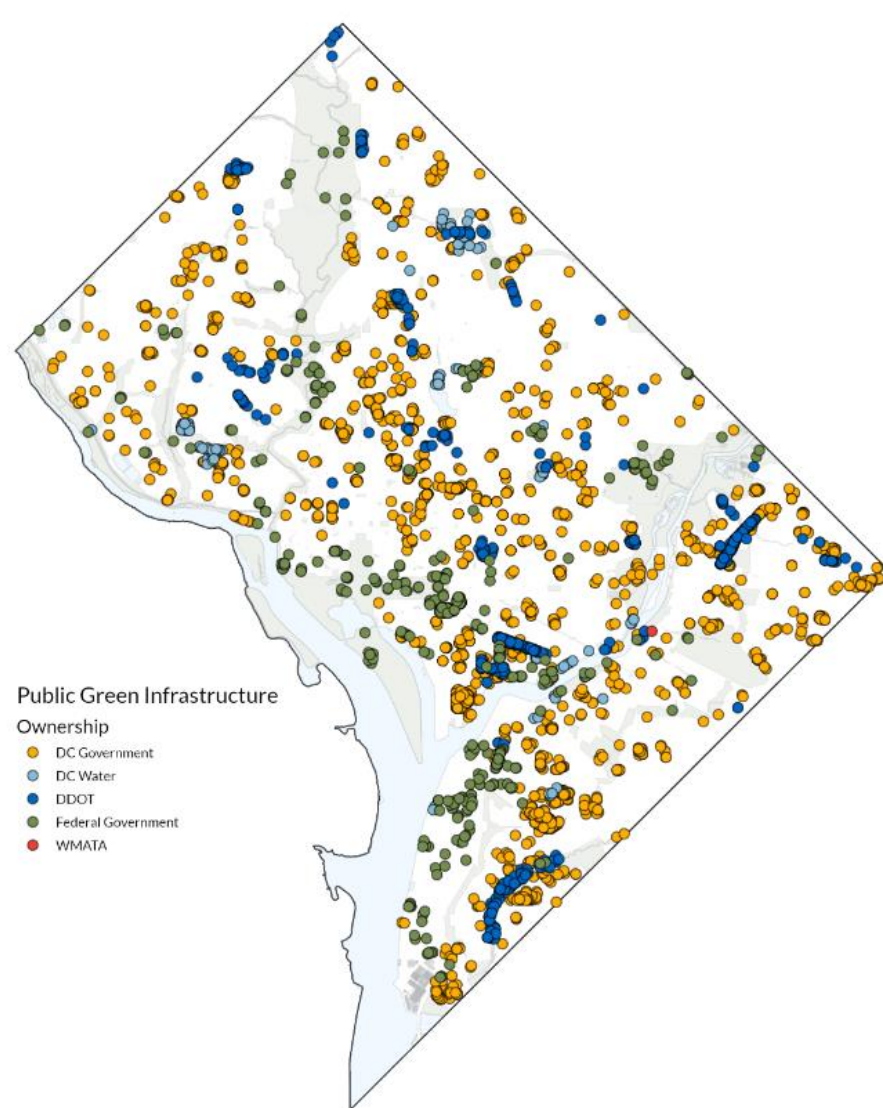 Public Green Infrastructure
Ownership
DC Government
DC Water
DDOT
Federal Government
WMATA